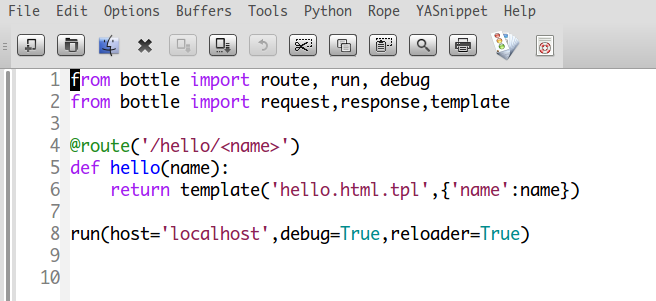 File Edit Options Buffers Tools Python Rope YASnippet Help
1 from bottle import route, run, debug
2 from bottle import request,response,template
3
4 @route('/hello/<name>')
5 def hello(name):
6     return template('hello.html.tpl',{'name':name})
7
8 run(host='localhost',debug=True,reloader=True)
9
10